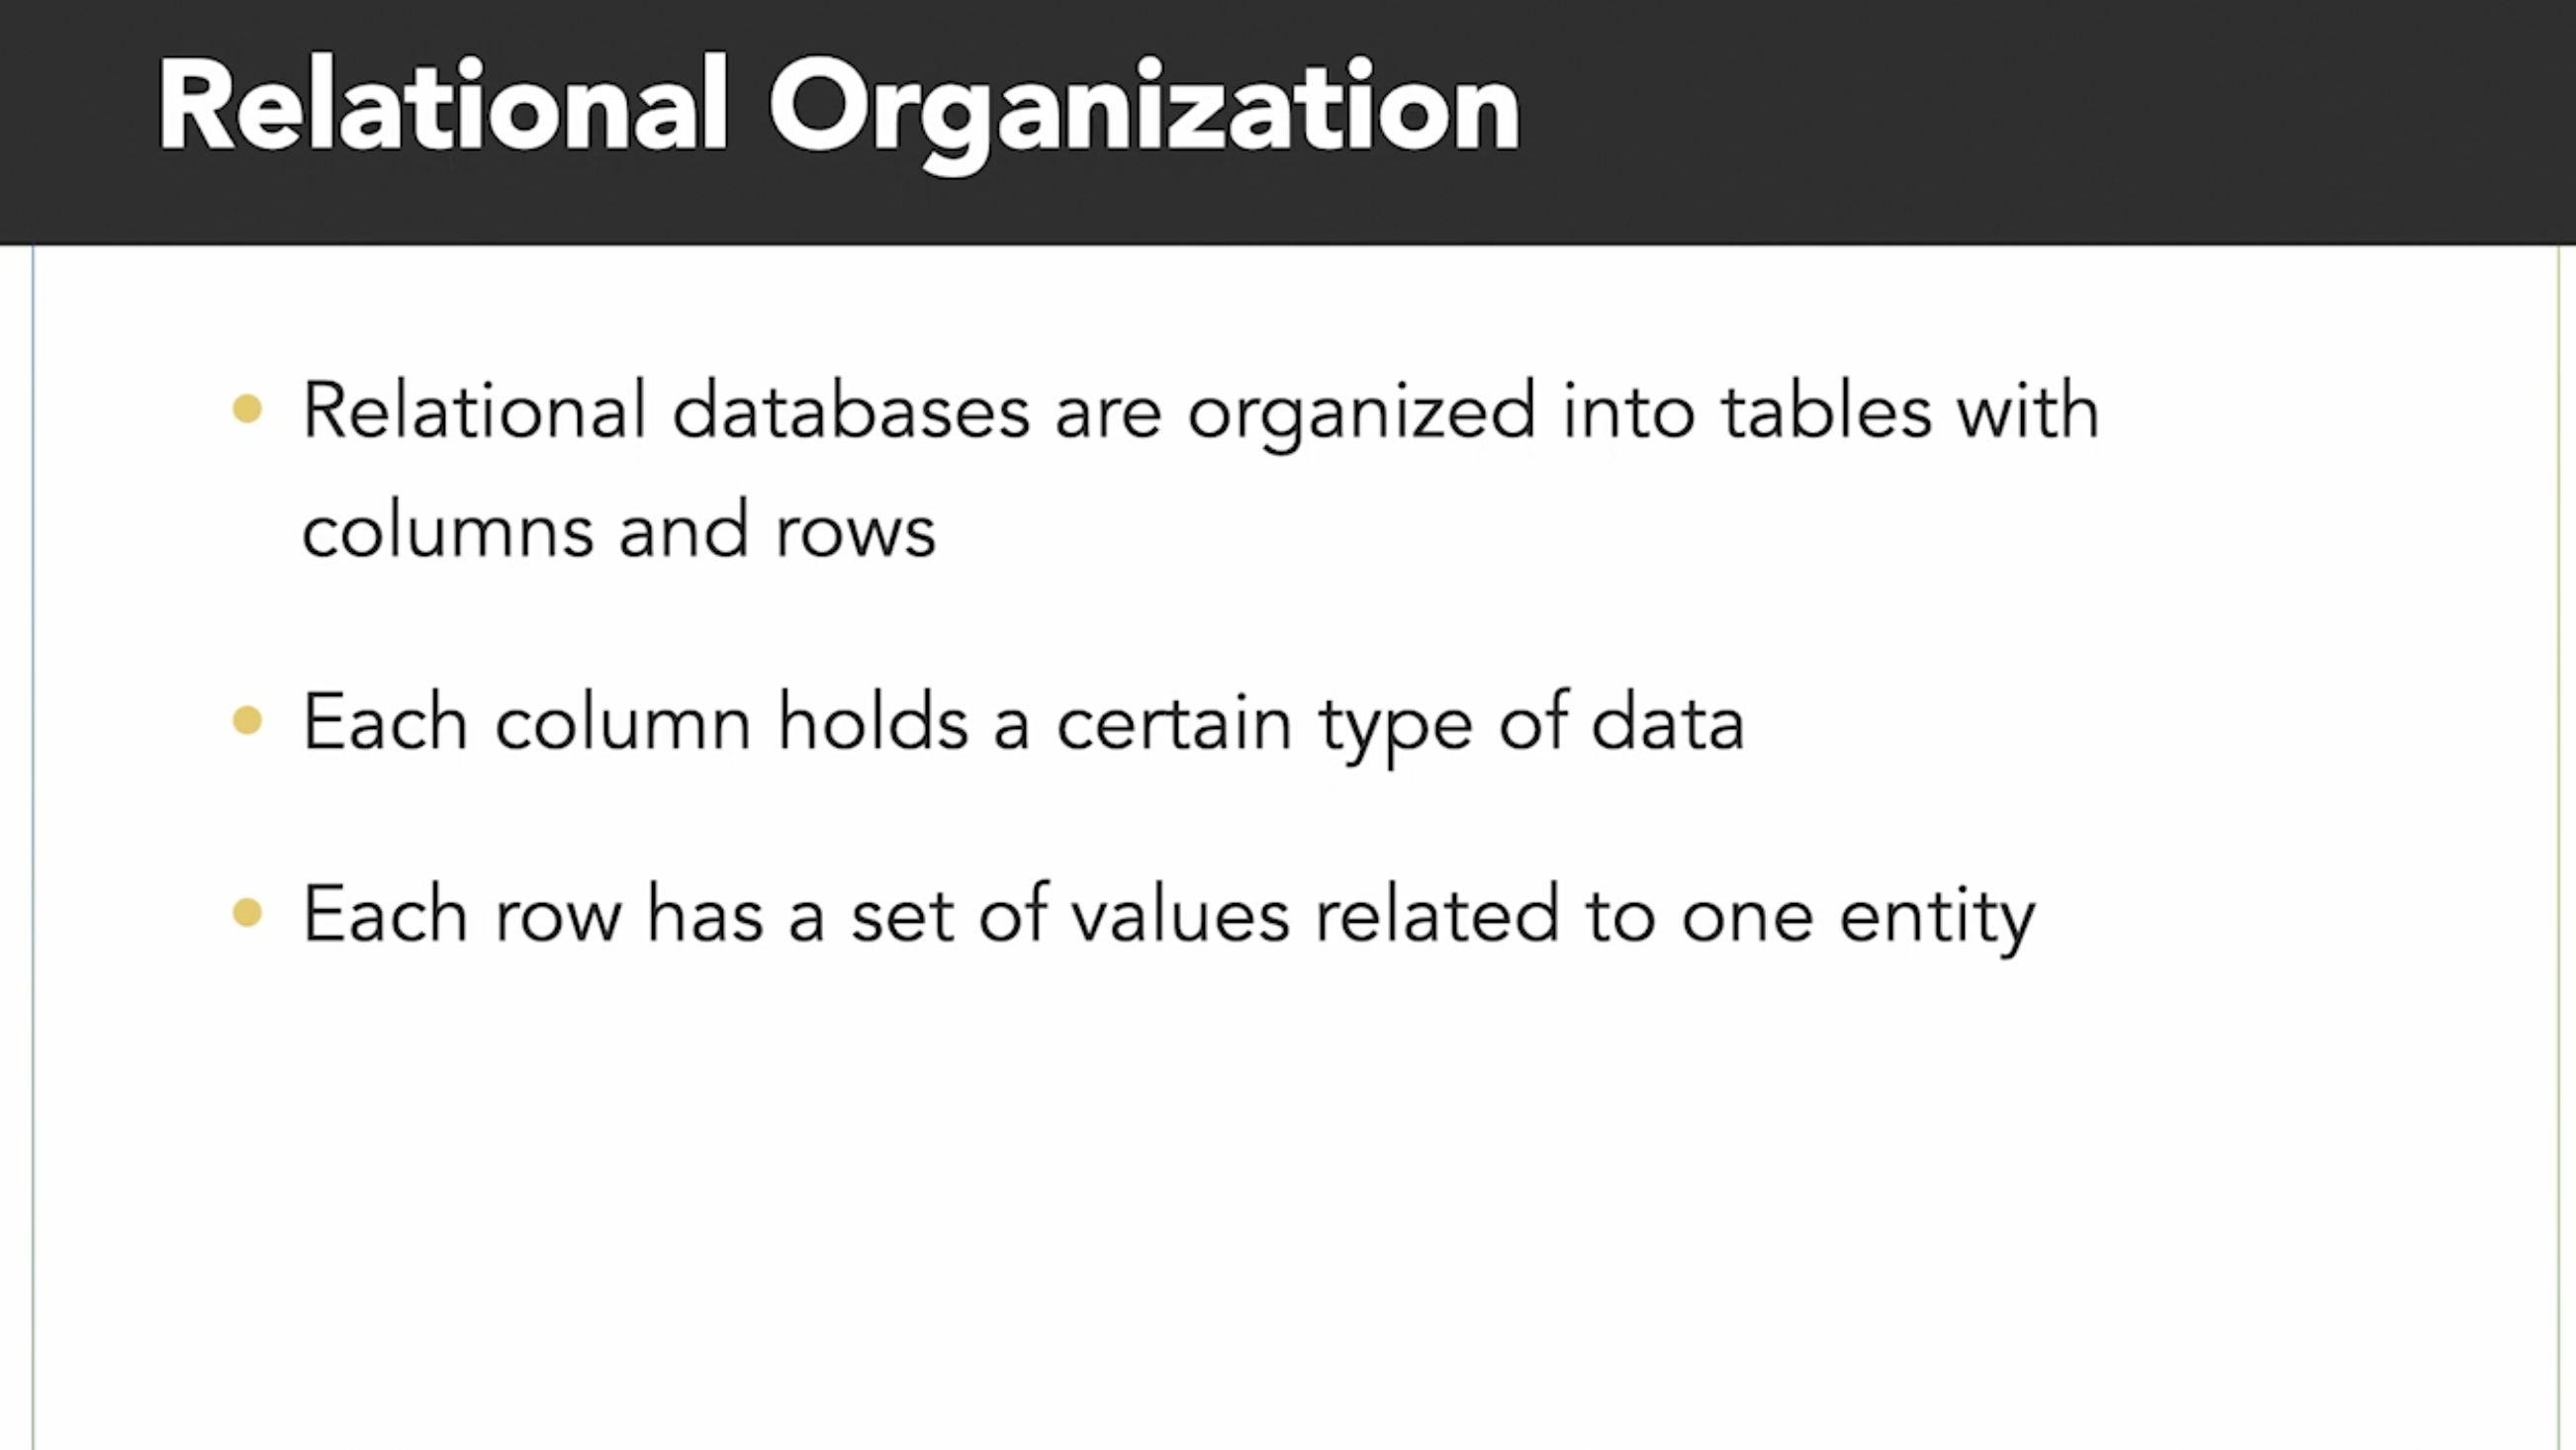 Relational Organization
Relational databases are organized into tables with
columns and rows
Each column holds a certain type of data
Each row has a set of values related to one entity